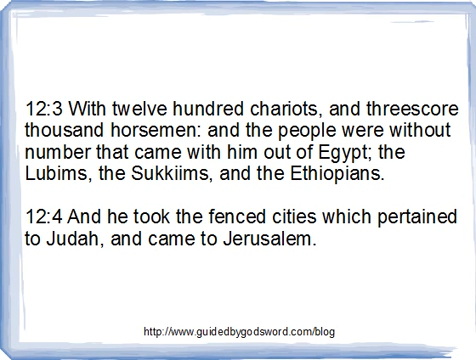 12:3 With twelve hundred chariots, and threescore
thousand horsemen: and the people were without
number that came with him out of Egypt; the
Lubims, the Sukkiims, and the Ethiopians.
12:4 And he took the fenced cities which pertained
to Judah, and came to Jerusalem.
http://www.guidedbygodsword.com/blog